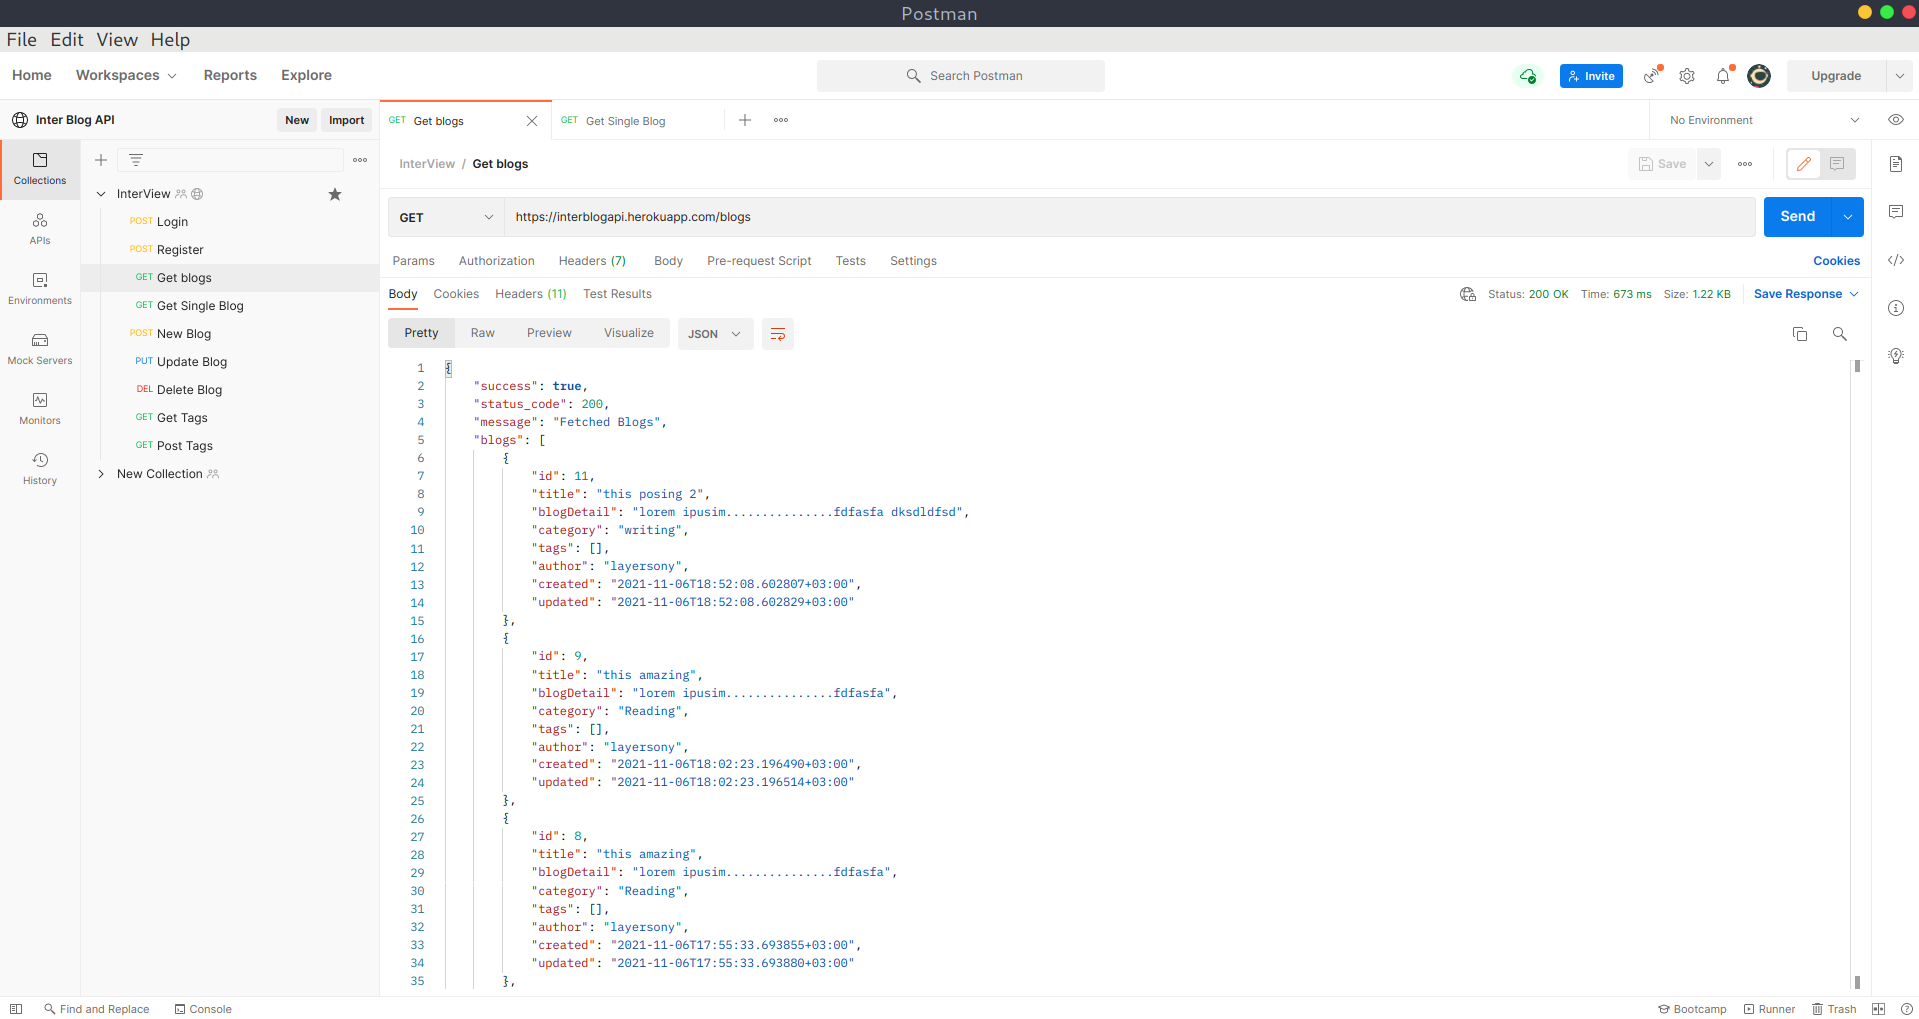 Postman
File Edit View Help
Home Workspaces Reports Explore Search Postman Invite Upgrade
Inter Blog API New Import GET Get blogs GET Get Single Blog No Environment
InterView / Get blogs Save
Collections
APIs
Environments
Mock Servers
Monitors
History
InterView
POST Login
POST Register
GET Get blogs
GET Get Single Blog
POST New Blog
PUT Update Blog
DEL Delete Blog
GET Get Tags
GET Post Tags
New Collection
GET https://interblogapi.herokuapp.com/blogs Send
Params Authorization Headers (7) Body Pre-request Script Tests Settings Cookies
Body Cookies Headers (11) Test Results Status: 200 OK Time: 673 ms Size: 1.22 KB Save Response
Pretty Raw Preview Visualize JSON
1 {
2 "success": true,
3 "status_code": 200,
4 "message": "Fetched Blogs",
5 "blogs": [
6 {
7 "id": 11,
8 "title": "this posing 2",
9 "blogDetail": "lorem ipusim...............fdfasfa dksdldfsd",
10 "category": "writing",
11 "tags": [],
12 "author": "layersony",
13 "created": "2021-11-06T18:52:08.602807+03:00",
14 "updated": "2021-11-06T18:52:08.602829+03:00"
15 },
16 {
17 "id": 9,
18 "title": "this amazing",
19 "blogDetail": "lorem ipusim...............fdfasfa",
20 "category": "Reading",
21 "tags": [],
22 "author": "layersony",
23 "created": "2021-11-06T18:02:23.196490+03:00",
24 "updated": "2021-11-06T18:02:23.196514+03:00"
25 },
26 {
27 "id": 8,
28 "title": "this amazing",
29 "blogDetail": "lorem ipusim...............fdfasfa",
30 "category": "Reading",
31 "tags": [],
32 "author": "layersony",
33 "created": "2021-11-06T17:55:33.693855+03:00",
34 "updated": "2021-11-06T17:55:33.693880+03:00"
35 },
Find and Replace Console Bootcamp Runner Trash